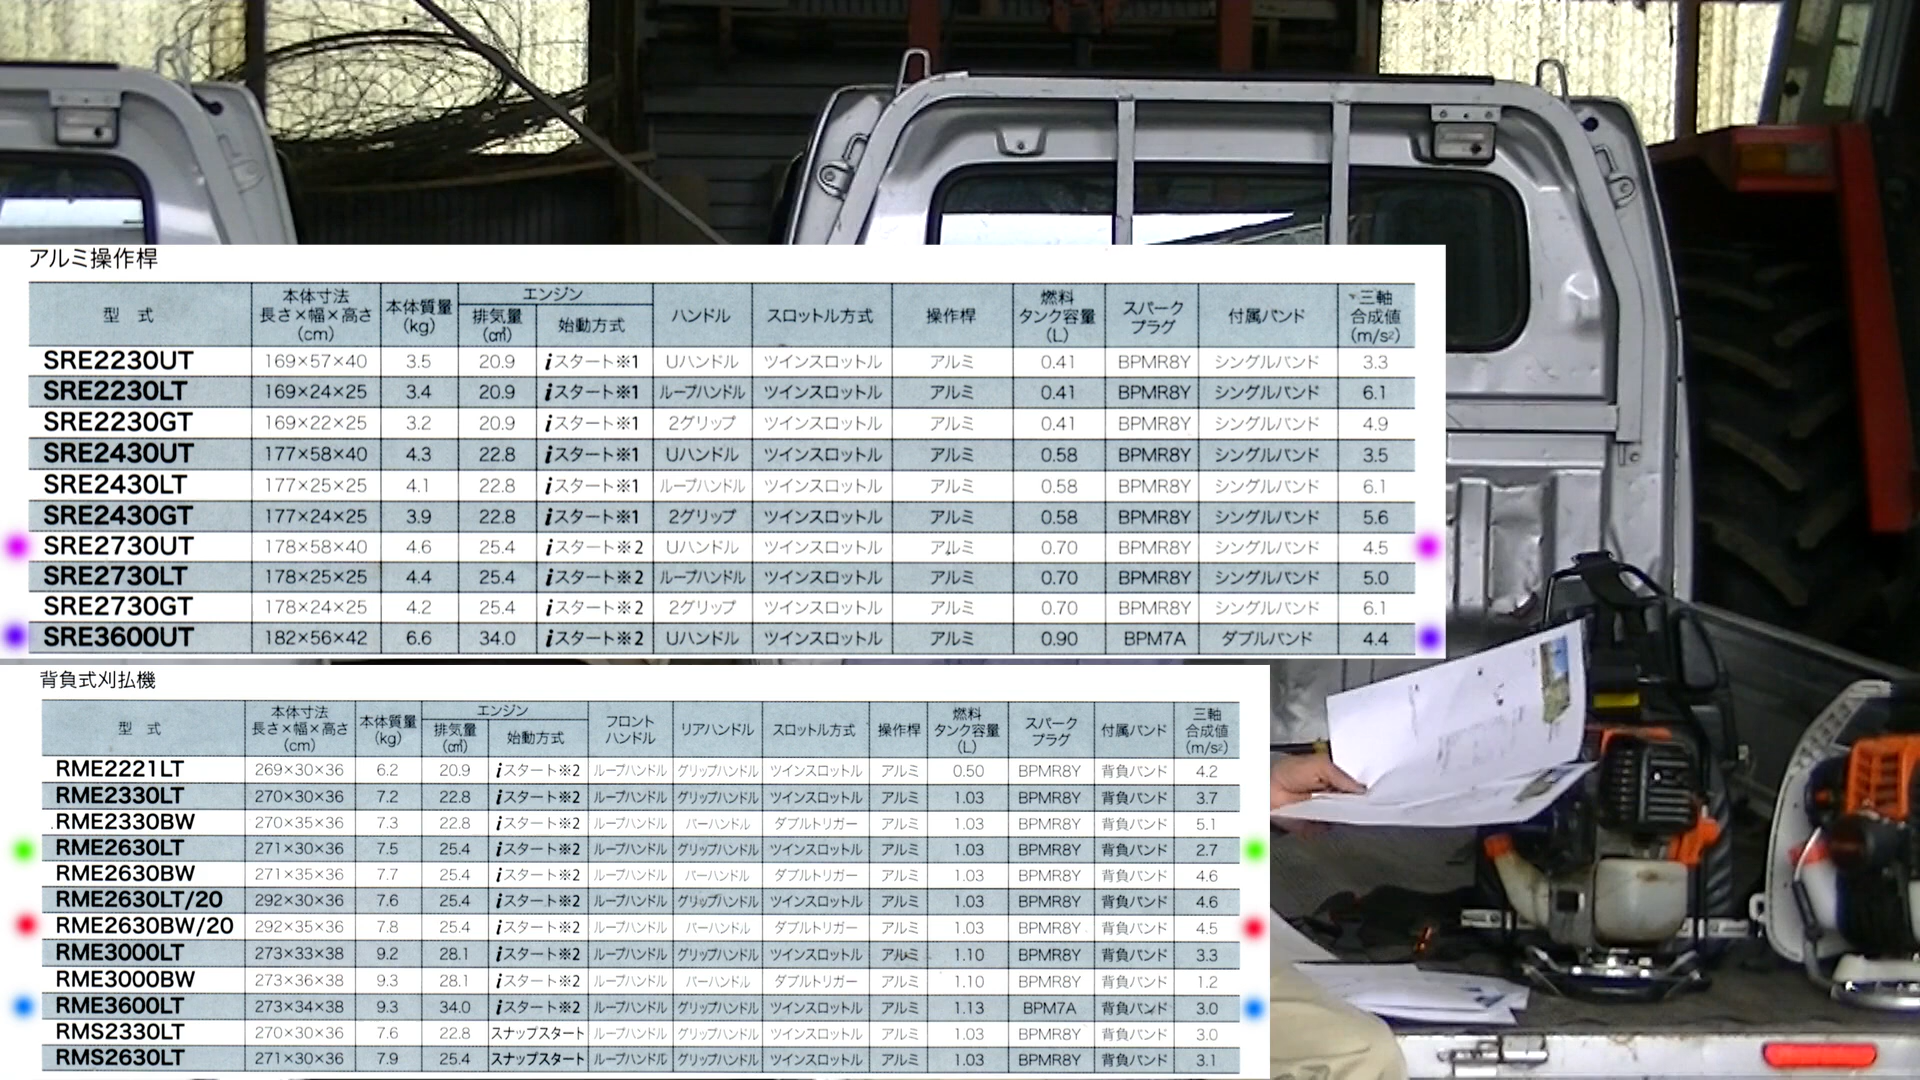 アルミ操作桿
型 式 本体寸法 長さ×幅×高さ (cm) 本体質量 (kg) エンジン 排気量 (c㎥) 始動方式 ハンドル スロットル方式 操作桿 燃料 タンク容量 (L) スパーク プラグ 付属バンド 三軸 合成値 (m/s²)
SRE2230UT 169×57×40 3.5 20.9 iスタート※1 Uハンドル ツインスロットル アルミ 0.41 BPMR8Y シングルバンド 3.3
SRE2230LT 169×24×25 3.4 20.9 iスタート※1 ループハンドル ツインスロットル アルミ 0.41 BPMR8Y シングルバンド 6.1
SRE2230GT 169×22×25 3.2 20.9 iスタート※1 2グリップ ツインスロットル アルミ 0.41 BPMR8Y シングルバンド 4.9
SRE2430UT 177×58×40 4.3 22.8 iスタート※1 Uハンドル ツインスロットル アルミ 0.58 BPMR8Y シングルバンド 3.5
SRE2430LT 177×25×25 4.1 22.8 iスタート※1 ループハンドル ツインスロットル アルミ 0.58 BPMR8Y シングルバンド 6.1
SRE2430GT 177×24×25 3.9 22.8 iスタート※1 2グリップ ツインスロットル アルミ 0.58 BPMR8Y シングルバンド 5.6
SRE2730UT 178×58×40 4.6 25.4 iスタート※2 Uハンドル ツインスロットル アルミ 0.70 BPMR8Y シングルバンド 4.5
SRE2730LT 178×25×25 4.4 25.4 iスタート※2 ループハンドル ツインスロットル アルミ 0.70 BPMR8Y シングルバンド 5.0
SRE2730GT 178×24×25 4.2 25.4 iスタート※2 2グリップ ツインスロットル アルミ 0.70 BPMR8Y シングルバンド 6.1
SRE3600UT 182×56×42 6.6 34.0 iスタート※2 Uハンドル ツインスロットル アルミ 0.90 BPM7A ダブルバンド 4.4
背負式刈払機
型 式 本体寸法 長さ×幅×高さ (cm) 本体質量 (kg) エンジン 排気量 (c㎥) 始動方式 フロント ハンドル リアハンドル スロットル方式 操作桿 燃料 タンク容量 (L) スパーク プラグ 付属バンド 三軸 合成値 (m/s²)
RME2221LT 269×30×36 6.2 20.9 iスタート※2 ループハンドル グリップハンドル ツインスロットル アルミ 0.50 BPMR8Y 背負バンド 4.2
RME2330LT 270×30×36 7.2 22.8 iスタート※2 ループハンドル グリップハンドル ツインスロットル アルミ 1.03 BPMR8Y 背負バンド 3.7
RME2330BW 270×35×36 7.3 22.8 iスタート※2 ループハンドル バーハンドル ダブルトリガー アルミ 1.03 BPMR8Y 背負バンド 5.1
RME2630LT 271×30×36 7.5 25.4 iスタート※2 ループハンドル グリップハンドル ツインスロットル アルミ 1.03 BPMR8Y 背負バンド 2.7
RME2630BW 271×35×36 7.7 25.4 iスタート※2 ループハンドル バーハンドル ダブルトリガー アルミ 1.03 BPMR8Y 背負バンド 4.6
RME2630LT/20 292×30×36 7.6 25.4 iスタート※2 ループハンドル グリップハンドル ツインスロットル アルミ 1.03 BPMR8Y 背負バンド 4.6
RME2630BW/20 292×35×36 7.8 25.4 iスタート※2 ループハンドル バーハンドル ダブルトリガー アルミ 1.03 BPMR8Y 背負バンド 4.5
RME3000LT 273×33×38 9.2 28.1 iスタート※2 ループハンドル グリップハンドル ツインスロットル アルミ 1.10 BPMR8Y 背負バンド 3.3
RME3000BW 273×36×38 9.3 28.1 iスタート※2 ループハンドル バーハンドル ダブルトリガー アルミ 1.10 BPMR8Y 背負バンド 1.2
RME3600LT 273×34×38 9.3 34.0 iスタート※2 ループハンドル グリップハンドル ツインスロットル アルミ 1.13 BPM7A 背負バンド 3.0
RMS2330LT 270×30×36 7.6 22.8 スナップスタート ループハンドル グリップハンドル ツインスロットル アルミ 1.03 BPMR8Y 背負バンド 3.0
RMS2630LT 271×30×36 7.9 25.4 スナップスタート ループハンドル グリップハンドル ツインスロットル アルミ 1.03 BPMR8Y 背負バンド 3.1